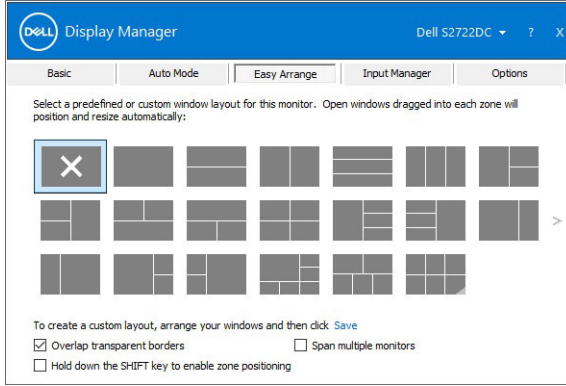 DELL Display Manager Dell S2722DC ? X
Basic Auto Mode Easy Arrange Input Manager Options
Select a predefined or custom window layout for this monitor. Open windows dragged into each zone will
position and resize automatically:
To create a custom layout, arrange your windows and then click Save
Overlap transparent borders Span multiple monitors
Hold down the SHIFT key to enable zone positioning